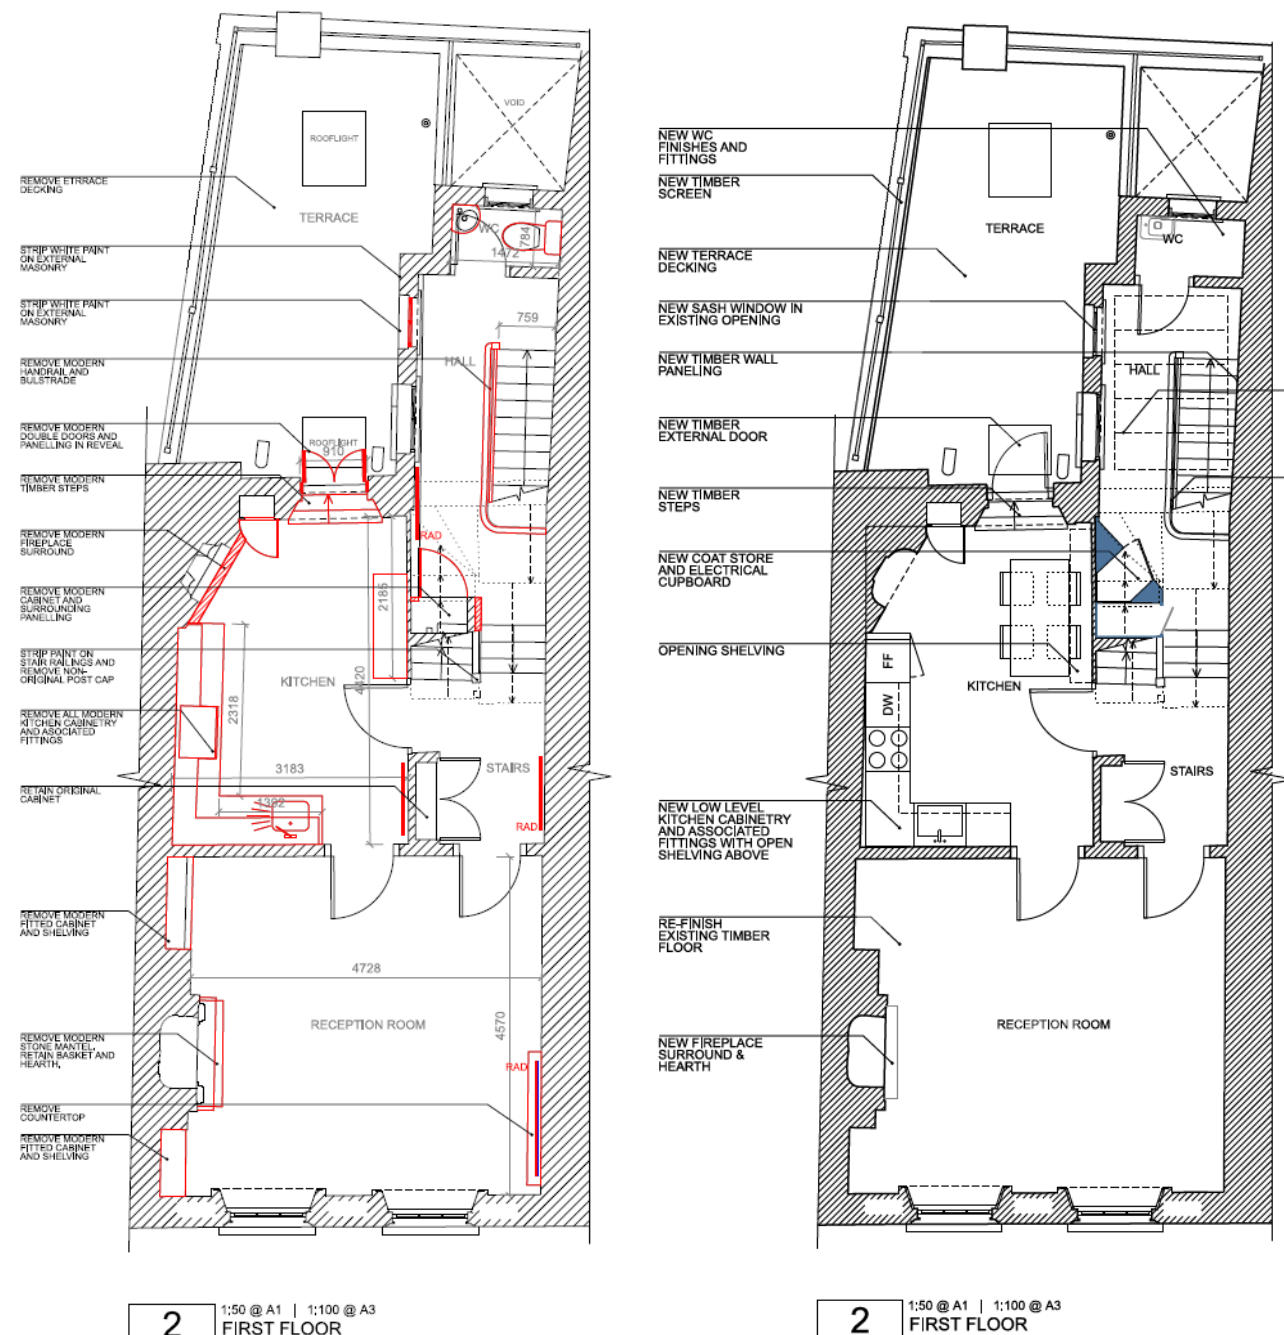 REMOVE ETRRACE
DECKING
STRIP WHITE PAINT
ON EXTERNAL
MASONRY
STRIP WHITE PAINT
ON EXTERNAL
MASONRY
REMOVE MODERN
HANDRAIL AND
BULSTRADE
REMOVE MODERN
DOUBLE DOORS AND
PANELLING IN REVEAL
REMOVE MODERN
TIMBER STEPS
REMOVE MODERN
FIREPLACE
SURROUND
REMOVE MODERN
CABINET AND
SURROUNDING
PANELLING
STRIP PAINT ON
STAIR RAILINGS AND
REMOVE NON-
ORIGINAL POST CAP
REMOVE ALL MODERN
KITCHEN CABINETRY
AND ASOCIATED
FITTINGS
RETAIN ORIGINAL
CABINET
REMOVE MODERN
FITTED CABINET
AND SHELVING
REMOVE MODERN
STONE MANTEL.
RETAIN BASKET AND
HEARTH,
REMOVE
COUNTERTOP
REMOVE MODERN
FITTED CABINET
AND SHELVING
VOID
ROOFLIGHT
TERRACE
WC
784
1472
759
HALL
ROOFLIGHT
910
RAD
2185
KITCHEN
4420
2318
3183
STAIRS
1392
RAD
4728
4570
RECEPTION ROOM
RAD
2
1:50 @ A1 | 1:100 @ A3
FIRST FLOOR
NEW WC
FINISHES AND
FITTINGS
NEW TIMBER
SCREEN
NEW TERRACE
DECKING
NEW SASH WINDOW IN
EXISTING OPENING
NEW TIMBER WALL
PANELING
NEW TIMBER
EXTERNAL DOOR
NEW TIMBER
STEPS
NEW COAT STORE
AND ELECTRICAL
CUPBOARD
OPENING SHELVING
NEW LOW LEVEL
KITCHEN CABINETRY
AND ASSOCIATED
FITTINGS WITH OPEN
SHELVING ABOVE
RE-FINISH
EXISTING TIMBER
FLOOR
NEW FIREPLACE
SURROUND &
HEARTH
TERRACE
WC
HALL
FF
DW
KITCHEN
STAIRS
RECEPTION ROOM
2
1:50 @ A1 | 1:100 @ A3
FIRST FLOOR